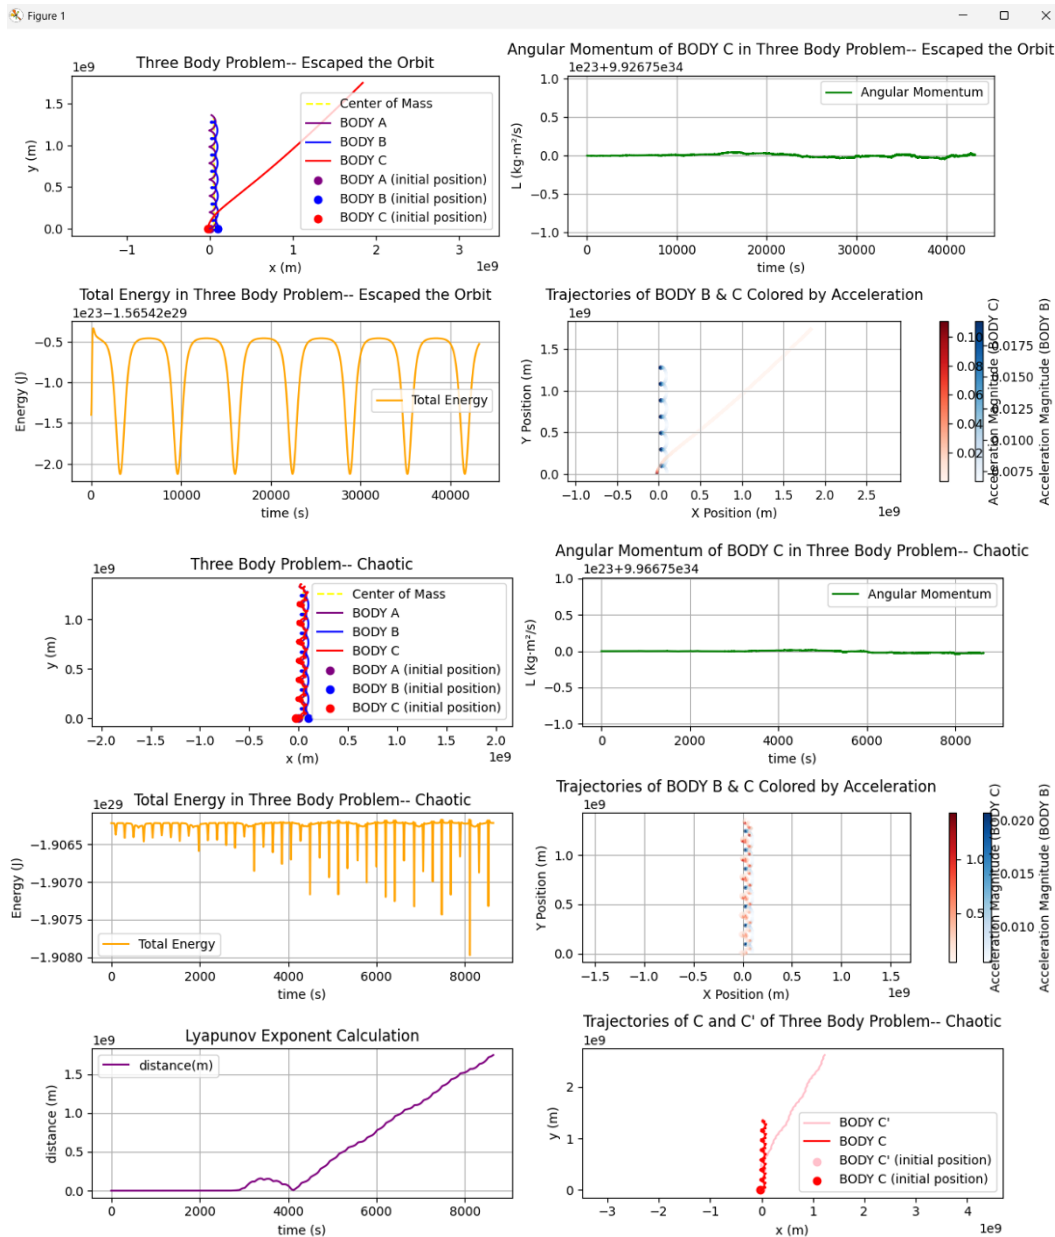 Figure 1
Three Body Problem-- Escaped the Orbit
1e9
1.5
1.0
0.5
0.0
y (m)
−1
0
1
2
3
1e9
x (m)
Center of Mass
BODY A
BODY B
BODY C
BODY A (initial position)
BODY B (initial position)
BODY C (initial position)
Angular Momentum of BODY C in Three Body Problem-- Escaped the Orbit
1e23+9.92675e34
1.0
0.5
0.0
−0.5
−1.0
L (kg·m²/s)
0
10000
20000
30000
40000
time (s)
Angular Momentum
Total Energy in Three Body Problem-- Escaped the Orbit
1e23−1.56542e29
−0.5
−1.0
−1.5
−2.0
Energy (J)
0
10000
20000
30000
40000
time (s)
Total Energy
Trajectories of BODY B & C Colored by Acceleration
1e9
1.5
1.0
0.5
0.0
Y Position (m)
−1.0
−0.5
0.0
0.5
1.0
1.5
2.0
2.5
1e9
X Position (m)
0.10
0.08
0.06
0.04
0.02
Acceleration Magnitude (BODY C)
0.0175
0.0150
0.0125
0.0100
0.0075
Acceleration Magnitude (BODY B)
Three Body Problem-- Chaotic
1e9
1.0
0.5
0.0
y (m)
−2.0
−1.5
−1.0
−0.5
0.0
0.5
1.0
1.5
2.0
1e9
x (m)
Center of Mass
BODY A
BODY B
BODY C
BODY A (initial position)
BODY B (initial position)
BODY C (initial position)
Angular Momentum of BODY C in Three Body Problem-- Chaotic
1e23+9.96675e34
1.0
0.5
0.0
−0.5
−1.0
L (kg·m²/s)
0
2000
4000
6000
8000
time (s)
Angular Momentum
Total Energy in Three Body Problem-- Chaotic
1e29
−1.9065
−1.9070
−1.9075
−1.9080
Energy (J)
0
2000
4000
6000
8000
time (s)
Total Energy
Trajectories of BODY B & C Colored by Acceleration
1e9
1.0
0.5
0.0
Y Position (m)
−1.5
−1.0
−0.5
0.0
0.5
1.0
1.5
1e9
X Position (m)
1.0
0.5
Acceleration Magnitude (BODY C)
0.020
0.015
0.010
Acceleration Magnitude (BODY B)
Lyapunov Exponent Calculation
1e9
1.5
1.0
0.5
0.0
distance (m)
0
2000
4000
6000
8000
time (s)
distance(m)
Trajectories of C and C' of Three Body Problem-- Chaotic
1e9
2
1
0
y (m)
−3
−2
−1
0
1
2
3
4
1e9
x (m)
BODY C'
BODY C
BODY C' (initial position)
BODY C (initial position)